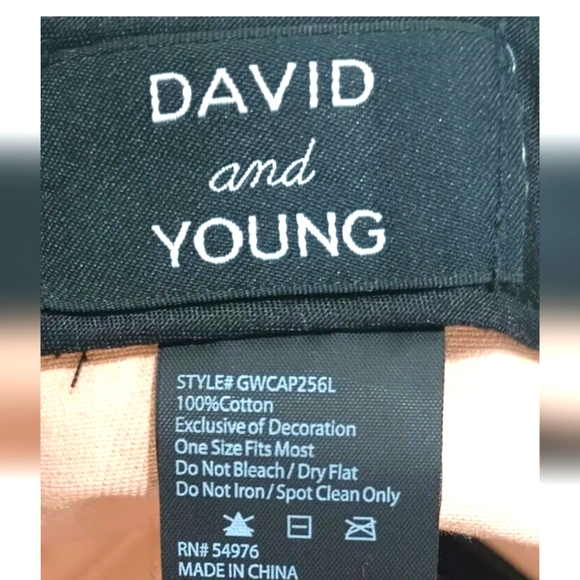 DAVID
and
YOUNG
STYLE# GWCAP256L
100%Cotton
Exclusive of Decoration
One Size Fits Most
Do Not Bleach / Dry Flat
Do Not Iron / Spot Clean Only
RN# 54976
MADE IN CHINA